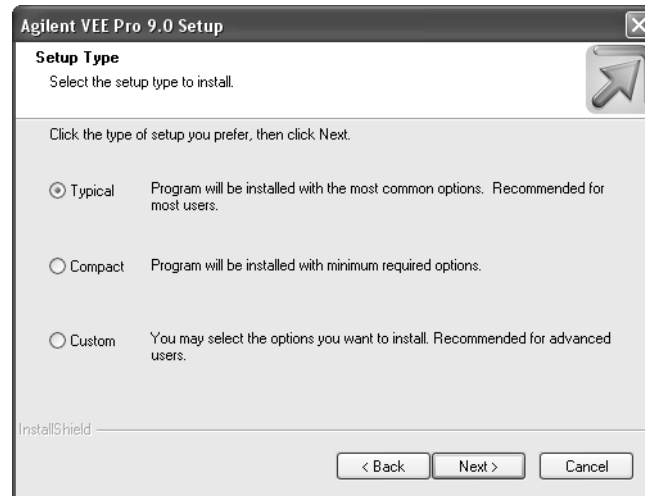 Agilent VEE Pro 9.0 Setup
Setup Type
Select the setup type to install.
Click the type of setup you prefer, then click Next.
Typical Program will be installed with the most common options. Recommended for
most users.
Compact Program will be installed with minimum required options.
Custom You may select the options you want to install. Recommended for advanced
users.
InstallShield
< Back Next > Cancel